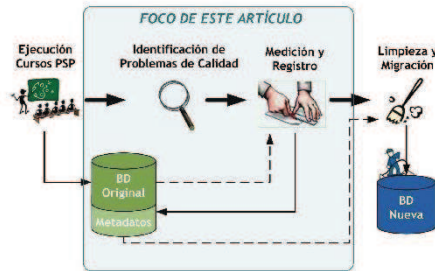 FOCO DE ESTE ARTÍCULO
Ejecución
Cursos PSP
Identificación de
Problemas de Calidad
Medición y
Registro
Limpieza y
Migración
BD
Original
Metadatos
BD
Nueva